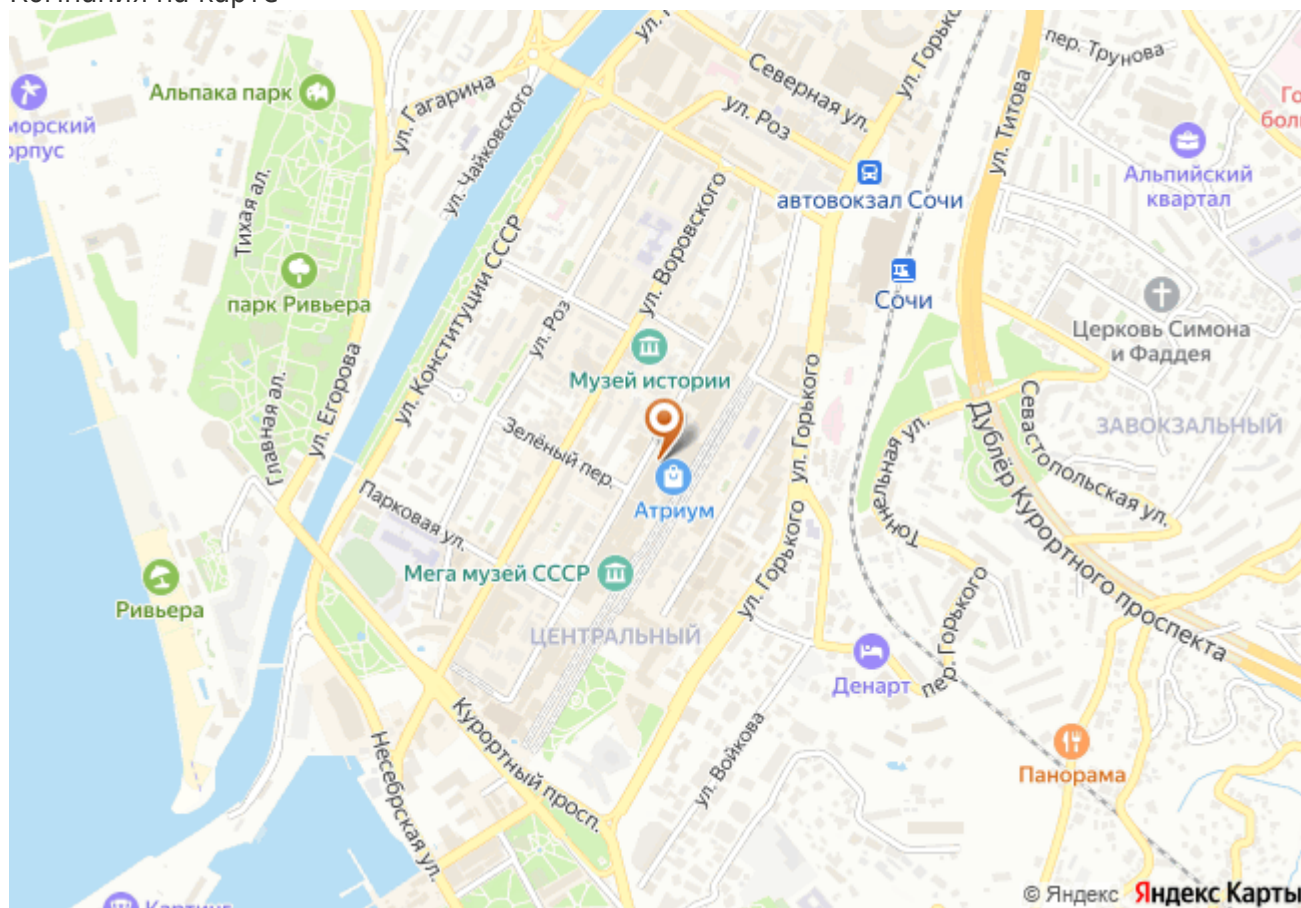 Компания на карте
пер. Трунова
ул. Горького
Северная ул.
Альпака парк
ул. Гагарина
ул. Роз
ул. Титова
ул. Чайковского
Альпийский
квартал
автовокзал Сочи
Тихая ал.
ул. Воровского
ул. Конституции СССР
Сочи
парк Ривьера
ул. Роз
Церковь Симона
и Фаддея
ул. Егорова
Музей истории
Главная ал.
ул. Горького
ЗАВОКЗАЛЬНЫЙ
Севастопольская ул.
Зелёный пер.
Тоннельная ул.
Атриум
Парковая ул.
Дублёр Курортного проспекта
ул. Горького
Мега музей СССР
Ривьера
ЦЕНТРАЛЬНЫЙ
пер. Горького
Денарт
Курортный просп.
ул. Войкова
Несебрская ул.
Панорама
© Яндекс Яндекс Карты